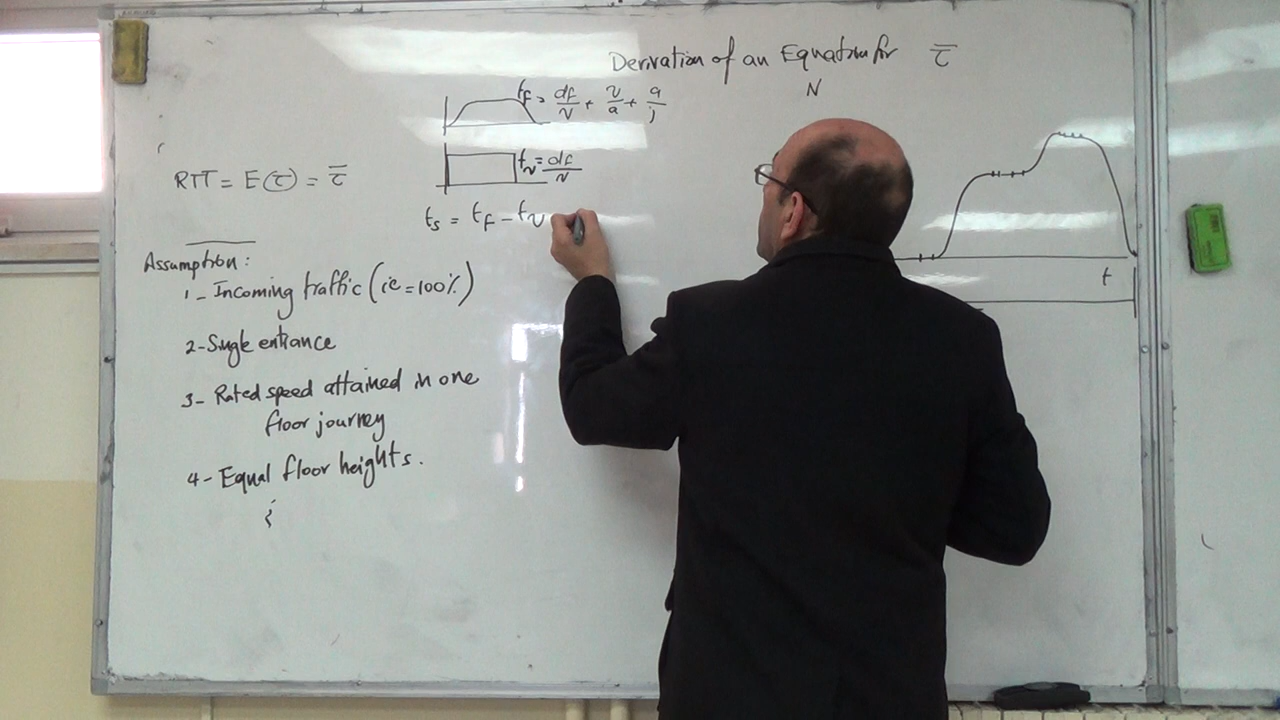 Derivation of an Equation for τ̄
N
tf = df/v + v/a + a/j
tv = df/v
RTT = E(τ) = τ̄
ts = tf - tv
Assumption:
1- Incoming traffic (ic=100%)
2- Single entrance
3- Rated speed attained in one
floor journey
4- Equal floor heights.
t